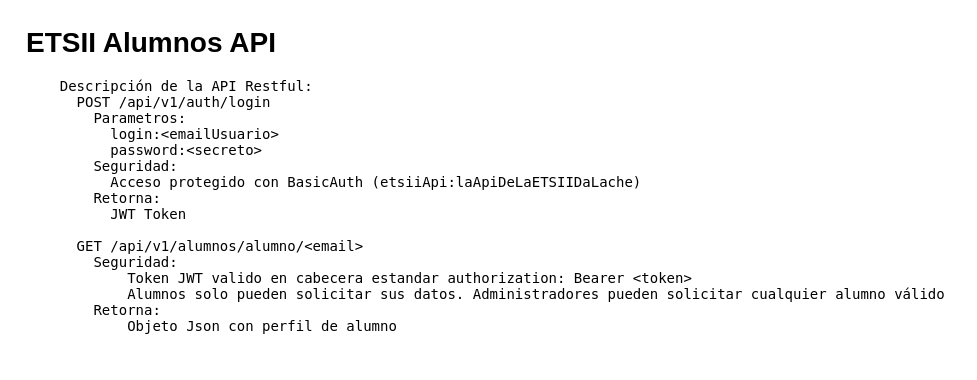 ETSII Alumnos API
Descripción de la API Restful:
POST /api/v1/auth/login
Parametros:
login:<emailUsuario>
password:<secreto>
Seguridad:
Acceso protegido con BasicAuth (etsiiApi:laApiDeLaETSIIDaLache)
Retorna:
JWT Token
GET /api/v1/alumnos/alumno/<email>
Seguridad:
Token JWT valido en cabecera estandar authorization: Bearer <token>
Alumnos solo pueden solicitar sus datos. Administradores pueden solicitar cualquier alumno válido
Retorna:
Objeto Json con perfil de alumno